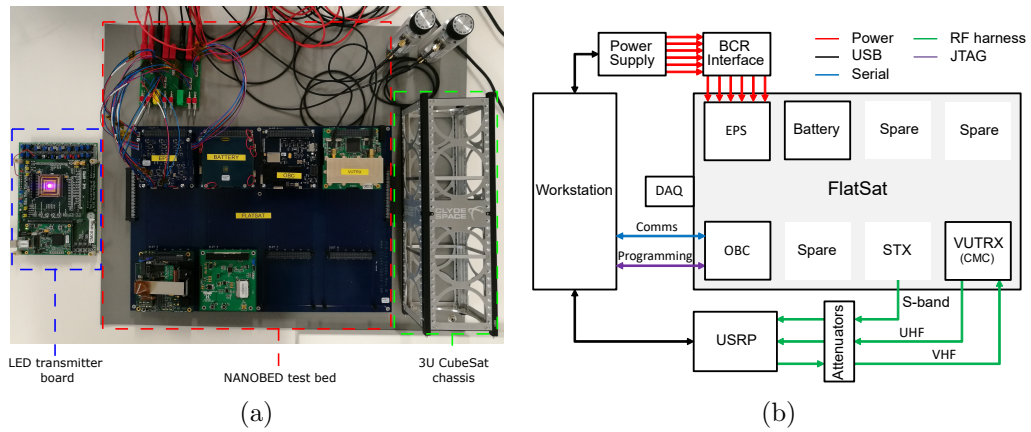 EPS
BATTERY
OBC
VUTRX
FLATSAT
CLYDE
SPACE
LED transmitter
board
NANOBED test bed
3U CubeSat
chassis
(a)
Power
Supply
BCR
Interface
Power
USB
Serial
RF harness
JTAG
EPS
Battery
Spare
Spare
Workstation
DAQ
FlatSat
Comms
Programming
OBC
Spare
STX
VUTRX
(CMC)
S-band
USRP
Attenuators
UHF
VHF
(b)